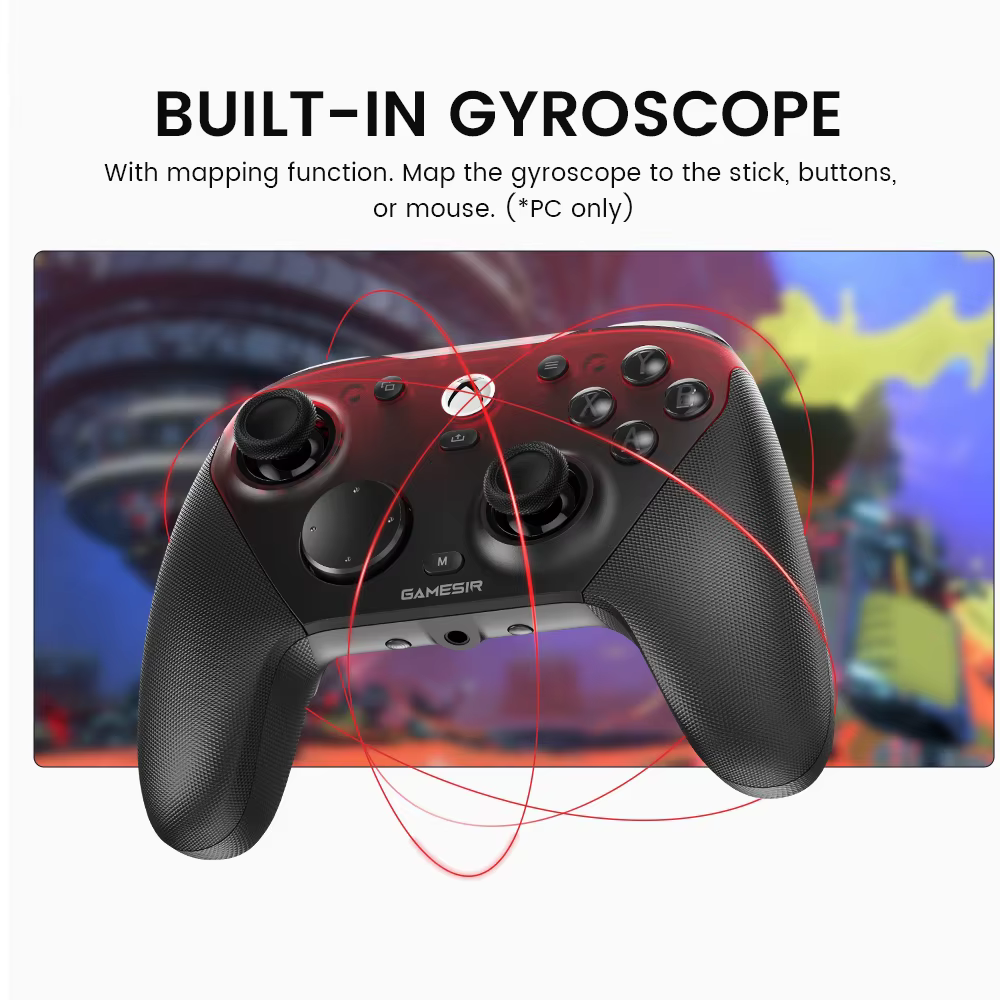 BUILT-IN GYROSCOPE
With mapping function. Map the gyroscope to the stick, buttons,
or mouse. (*PC only)
Y
X
B
A
M
GAMESIR